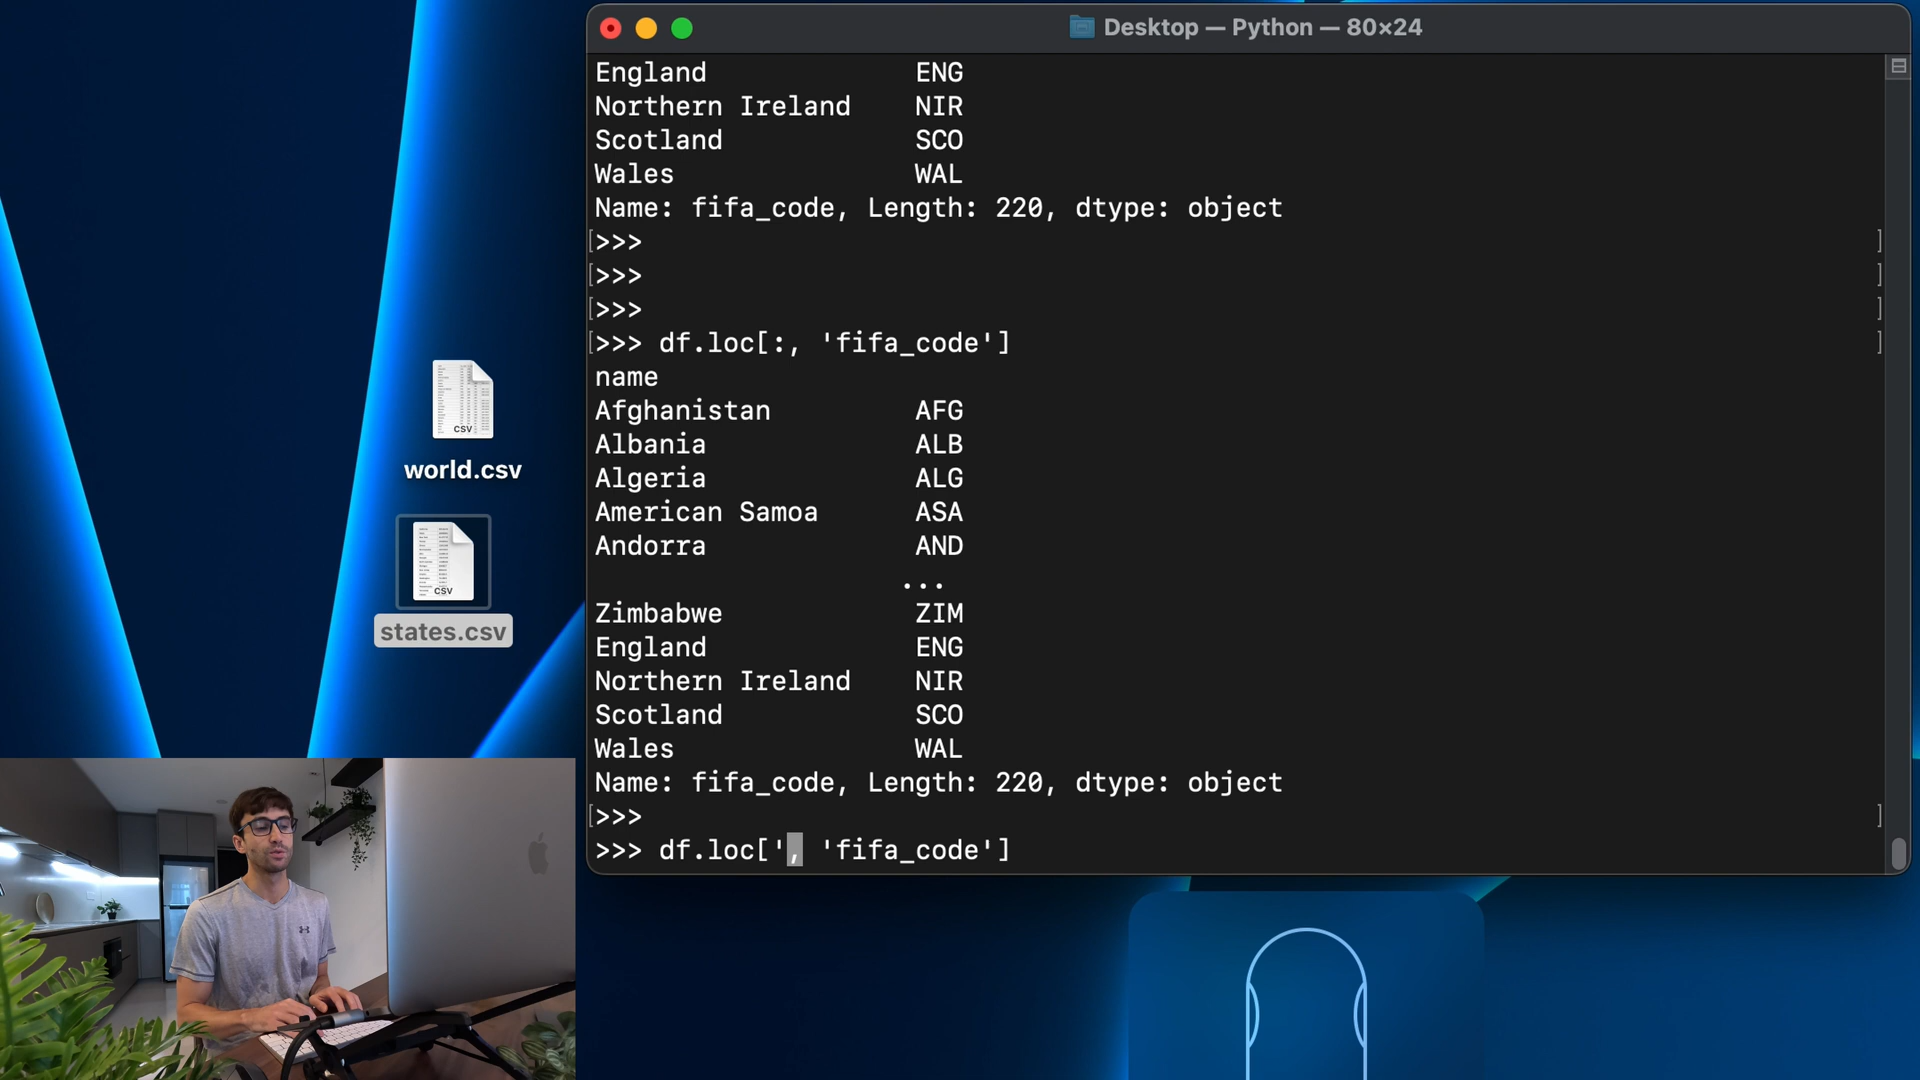 Desktop — Python — 80×24
England ENG
Northern Ireland NIR
Scotland SCO
Wales WAL
Name: fifa_code, Length: 220, dtype: object
[>>> ]
[>>> ]
[>>> ]
[>>> df.loc[:, 'fifa_code'] ]
name
Afghanistan AFG
Albania ALB
Algeria ALG
American Samoa ASA
Andorra AND
...
Zimbabwe ZIM
England ENG
Northern Ireland NIR
Scotland SCO
Wales WAL
Name: fifa_code, Length: 220, dtype: object
[>>> ]
>>> df.loc[', 'fifa_code']
CSV
world.csv
CSV
states.csv